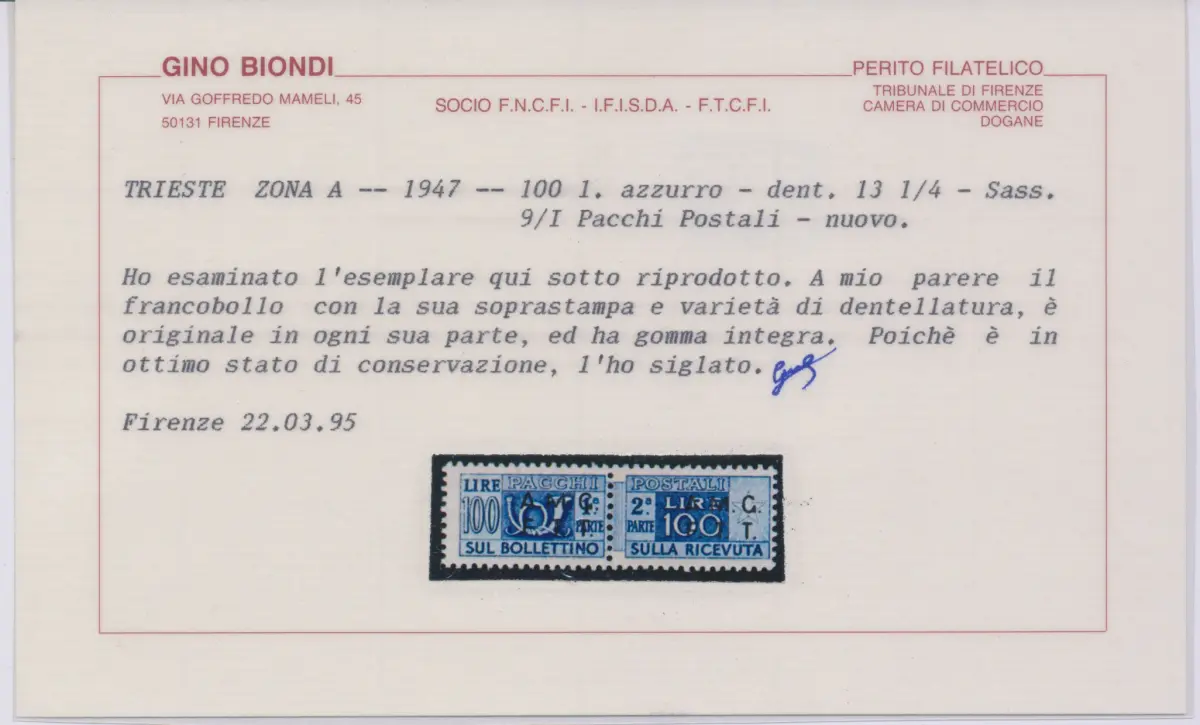 GINO BIONDI
VIA GOFFREDO MAMELI, 45
50131 FIRENZE
SOCIO F.N.C.F.I. - I.F.I.S.D.A. - F.T.C.F.I.
PERITO FILATELICO
TRIBUNALE DI FIRENZE
CAMERA DI COMMERCIO
DOGANE
TRIESTE ZONA A -- 1947 -- 100 l. azzurro - dent. 13 1/4 - Sass.
9/I Pacchi Postali - nuovo.
Ho esaminato l'esemplare qui sotto riprodotto. A mio parere il
francobollo con la sua soprastampa e varietà di dentellatura, è
originale in ogni sua parte, ed ha gomma integra. Poichè è in
ottimo stato di conservazione, l'ho siglato.
Firenze 22.03.95
LIRE PACCHI
100 1ª
PARTE
A.M.G.
F.T.T.
SUL BOLLETTINO
POSTALI
2ª LIRE
PARTE 100
A.M.G.
F.T.T.
SULLA RICEVUTA